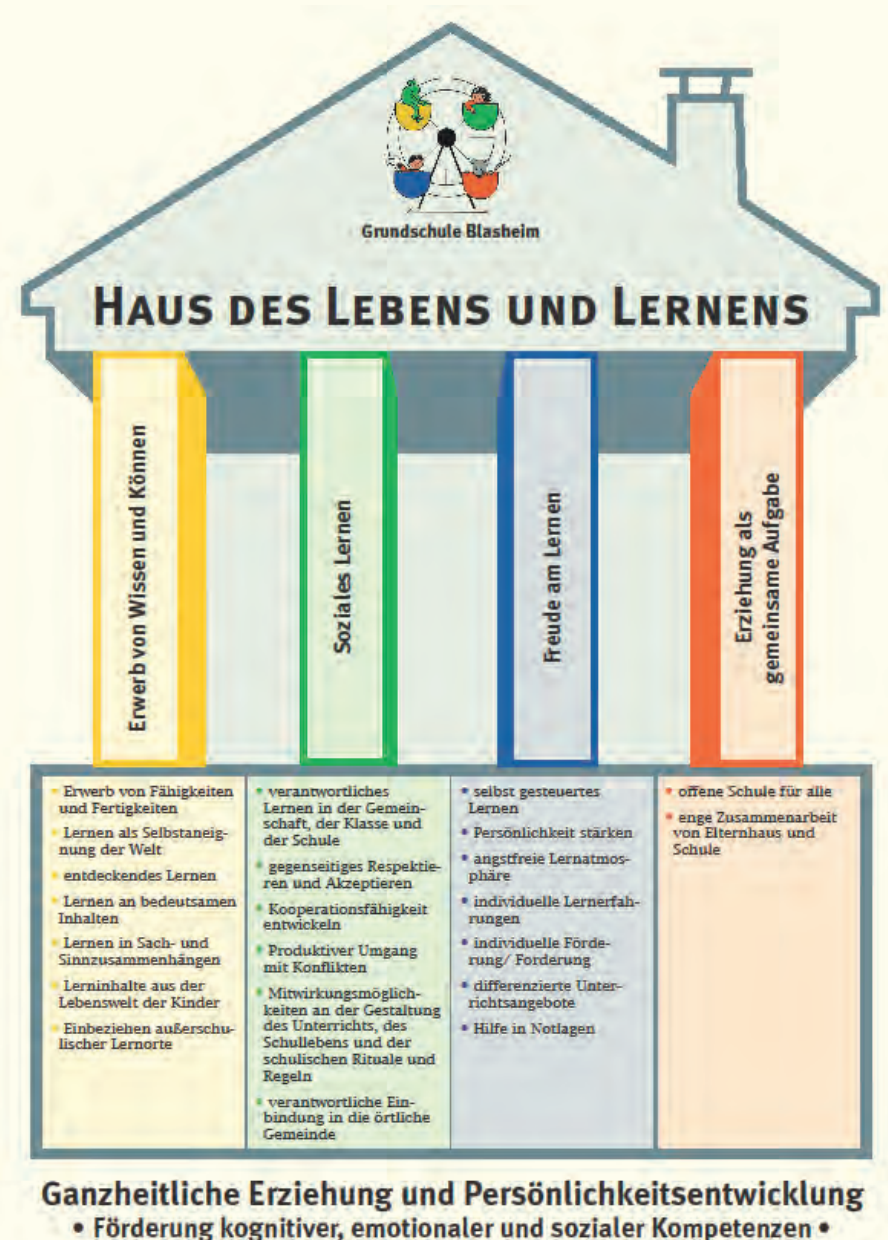 Grundschule Blasheim
HAUS DES LEBENS UND LERNENS
Erwerb von Wissen und Können
Soziales Lernen
Freude am Lernen
Erziehung als
gemeinsame Aufgabe
• Erwerb von Fähigkeiten
und Fertigkeiten
• Lernen als Selbstaneig-
nung der Welt
• entdeckendes Lernen
• Lernen an bedeutsamen
Inhalten
• Lernen in Sach- und
Sinnzusammenhängen
• Lerninhalte aus der
Lebenswelt der Kinder
• Einbeziehen außerschu-
lischer Lernorte
• verantwortliches
Lernen in der Gemein-
schaft, der Klasse und
der Schule
• gegenseitiges Respektie-
ren und Akzeptieren
• Kooperationsfähigkeit
entwickeln
• Produktiver Umgang
mit Konflikten
• Mitwirkungsmöglich-
keiten an der Gestaltung
des Unterrichts, des
Schullebens und der
schulischen Rituale und
Regeln
• verantwortliche Ein-
bindung in die örtliche
Gemeinde
• selbst gesteuertes
Lernen
• Persönlichkeit stärken
• angstfreie Lernatmos-
phäre
• individuelle Lernerfah-
rungen
• individuelle Förde-
rung/ Forderung
• differenzierte Unter-
richtsangebote
• Hilfe in Notlagen
• offene Schule für alle
• enge Zusammenarbeit
von Elternhaus und
Schule
Ganzheitliche Erziehung und Persönlichkeitsentwicklung
• Förderung kognitiver, emotionaler und sozialer Kompetenzen •